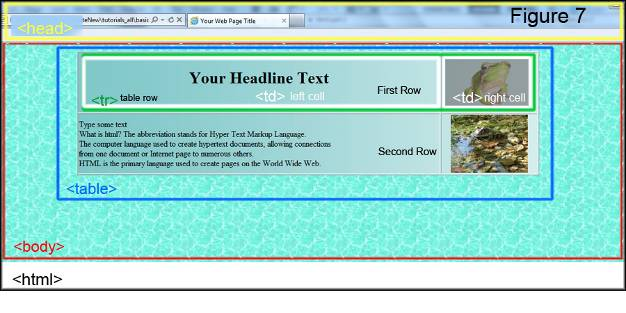 Figure 7
teNew\tutorials_all\basic
Your Web Page Title
<head>
Your Headline Text
First Row
<tr> table row
<td> left cell
<td> right cell
Type some text
What is html? The abbreviation stands for Hyper Text Markup Language.
The computer language used to create hypertext documents, allowing connections
from one document or Internet page to numerous others.
HTML is the primary language used to create pages on the World Wide Web.
Second Row
<table>
<body>
<html>